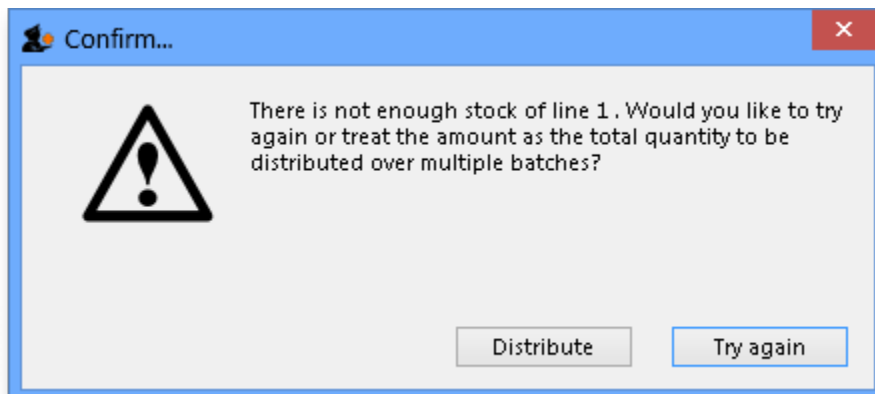 Confirm...
There is not enough stock of line 1 . Would you like to try
again or treat the amount as the total quantity to be
distributed over multiple batches?
Distribute
Try again